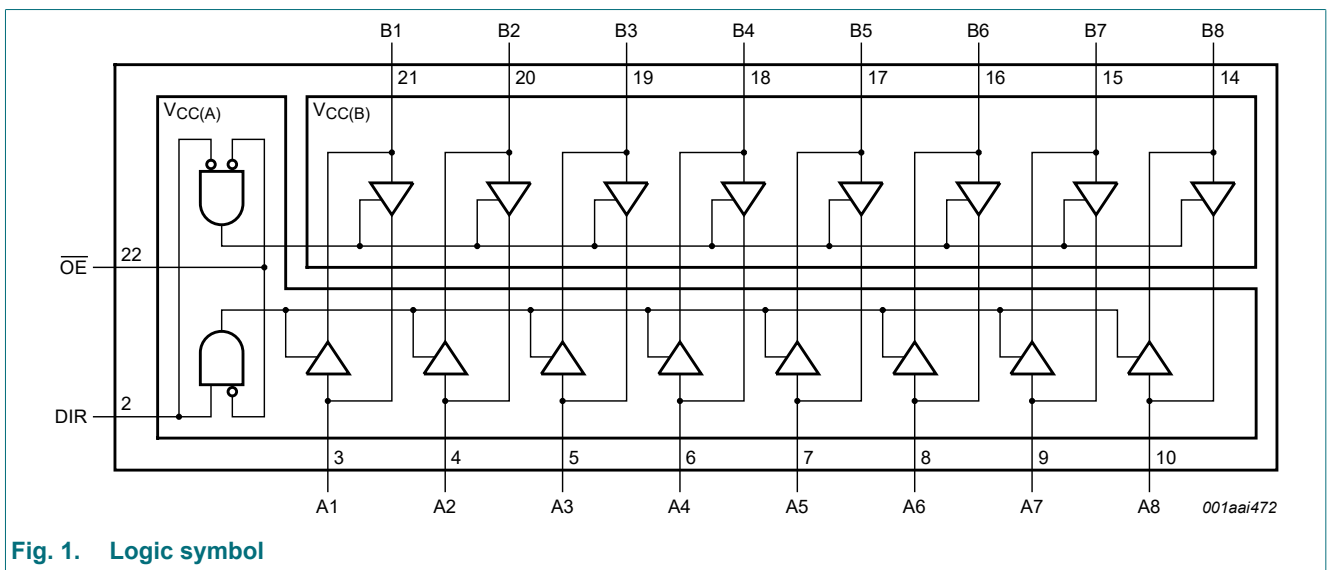 B1 B2 B3 B4 B5 B6 B7 B8
21 20 19 18 17 16 15 14
VCC(A) VCC(B)
OE 22
DIR 2
3 4 5 6 7 8 9 10
A1 A2 A3 A4 A5 A6 A7 A8 001aai472
Fig. 1. Logic symbol